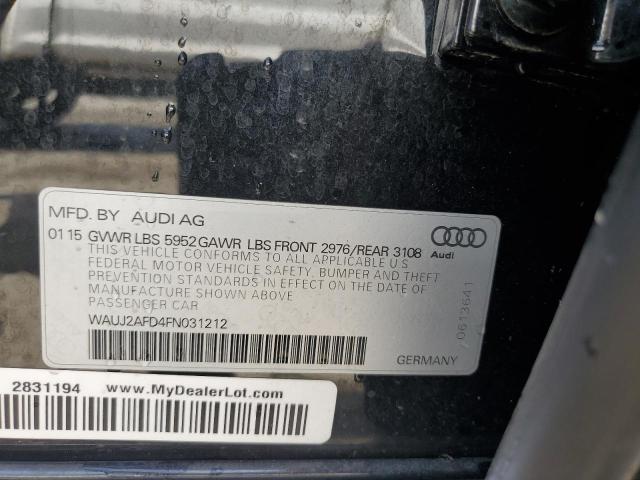 MFD. BY AUDI AG
01 15 GVWR LBS 5952 GAWR LBS FRONT 2976/REAR 3108
THIS VEHICLE CONFORMS TO ALL APPLICABLE U.S
FEDERAL MOTOR VEHICLE SAFETY, BUMPER AND THEFT
PREVENTION STANDARDS IN EFFECT ON THE DATE OF
MANUFACTURE SHOWN ABOVE
PASSENGER CAR
WAUJ2AFD4FN031212
Audi
0613641
GERMANY
2831194 www.MyDealerLot.com